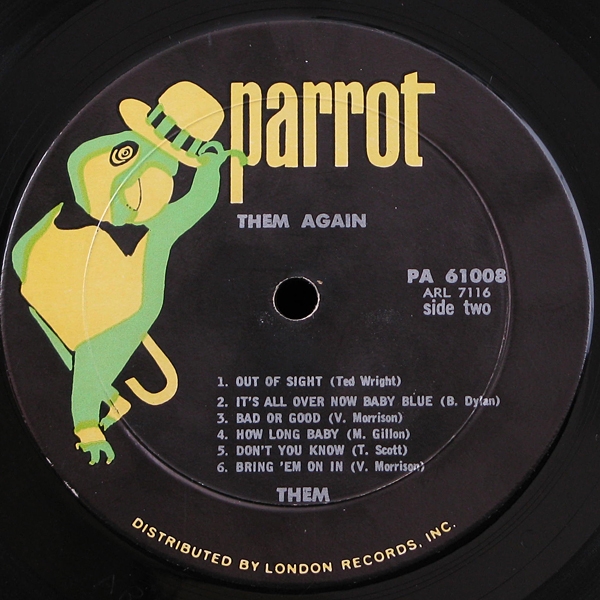 parrot
THEM AGAIN
PA 61008
ARL 7116
side two
1. OUT OF SIGHT (Ted Wright)
2. IT'S ALL OVER NOW BABY BLUE (B. Dylan)
3. BAD OR GOOD (V. Morrison)
4. HOW LONG BABY (M. Gillon)
5. DON'T YOU KNOW (T. Scott)
6. BRING 'EM ON IN (V. Morrison)
THEM
DISTRIBUTED BY LONDON RECORDS, INC.